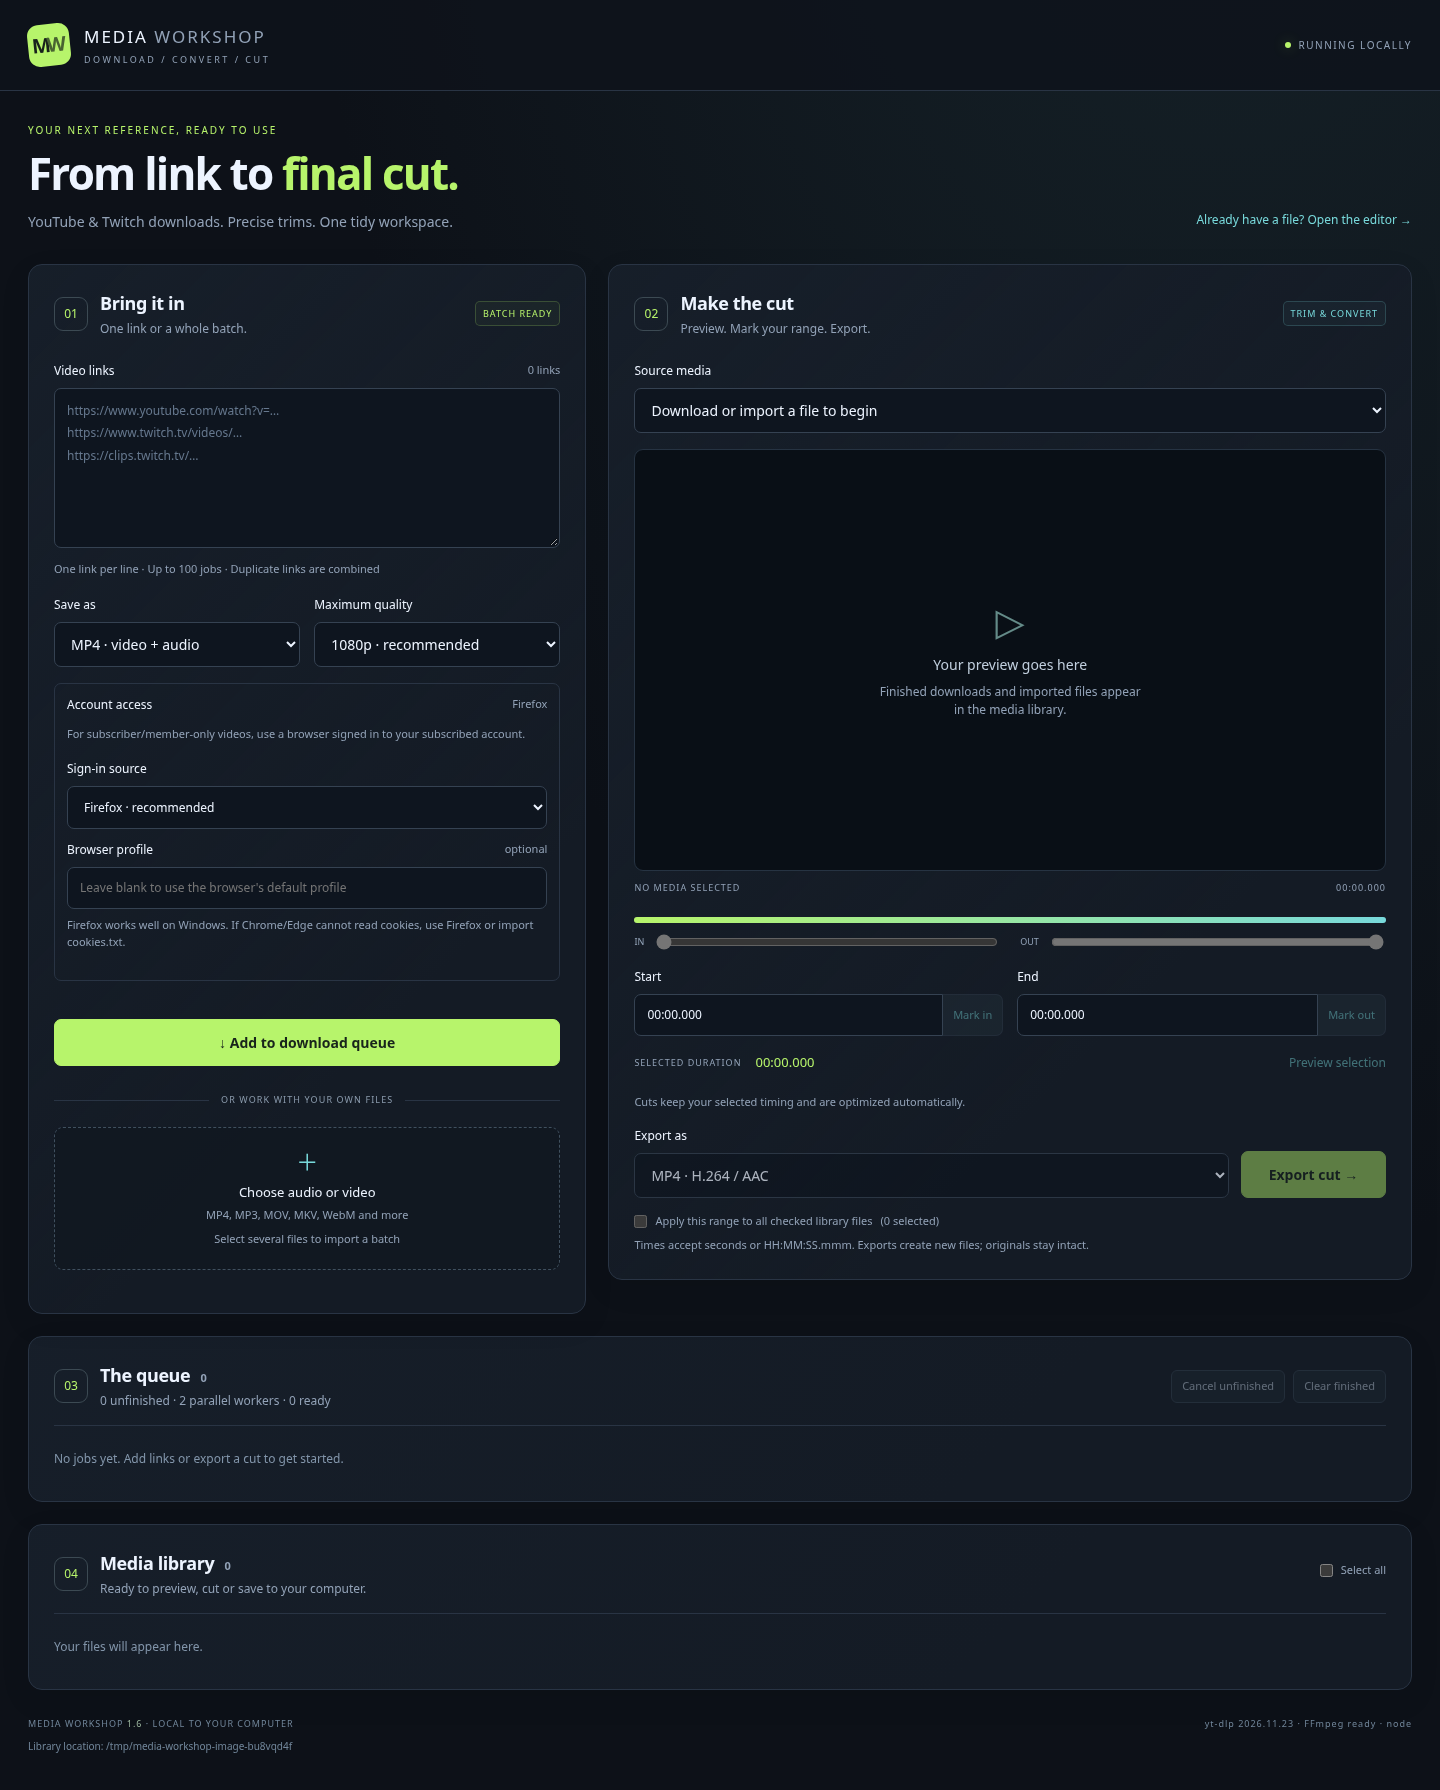 MW
MEDIA WORKSHOP
DOWNLOAD / CONVERT / CUT
RUNNING LOCALLY
YOUR NEXT REFERENCE, READY TO USE
From link to final cut.
YouTube & Twitch downloads. Precise trims. One tidy workspace.
Already have a file? Open the editor →
01
Bring it in
One link or a whole batch.
BATCH READY
Video links
0 links
https://www.youtube.com/watch?v=...
https://www.twitch.tv/videos/...
https://clips.twitch.tv/...
One link per line · Up to 100 jobs · Duplicate links are combined
Save as
Maximum quality
MP4 · video + audio
1080p · recommended
Account access
Firefox
For subscriber/member-only videos, use a browser signed in to your subscribed account.
Sign-in source
Firefox · recommended
Browser profile
optional
Leave blank to use the browser's default profile
Firefox works well on Windows. If Chrome/Edge cannot read cookies, use Firefox or import
cookies.txt.
↓ Add to download queue
OR WORK WITH YOUR OWN FILES
Choose audio or video
MP4, MP3, MOV, MKV, WebM and more
Select several files to import a batch
02
Make the cut
Preview. Mark your range. Export.
TRIM & CONVERT
Source media
Download or import a file to begin
Your preview goes here
Finished downloads and imported files appear
in the media library.
NO MEDIA SELECTED
00:00.000
IN
OUT
Start
End
00:00.000
Mark in
00:00.000
Mark out
SELECTED DURATION 00:00.000
Preview selection
Cuts keep your selected timing and are optimized automatically.
Export as
MP4 · H.264 / AAC
Export cut →
Apply this range to all checked library files (0 selected)
Times accept seconds or HH:MM:SS.mmm. Exports create new files; originals stay intact.
03
The queue 0
0 unfinished · 2 parallel workers · 0 ready
Cancel unfinished
Clear finished
No jobs yet. Add links or export a cut to get started.
04
Media library 0
Ready to preview, cut or save to your computer.
Select all
Your files will appear here.
MEDIA WORKSHOP 1.6 · LOCAL TO YOUR COMPUTER
yt-dlp 2026.11.23 · FFmpeg ready · node
Library location: /tmp/media-workshop-image-bu8vqd4f